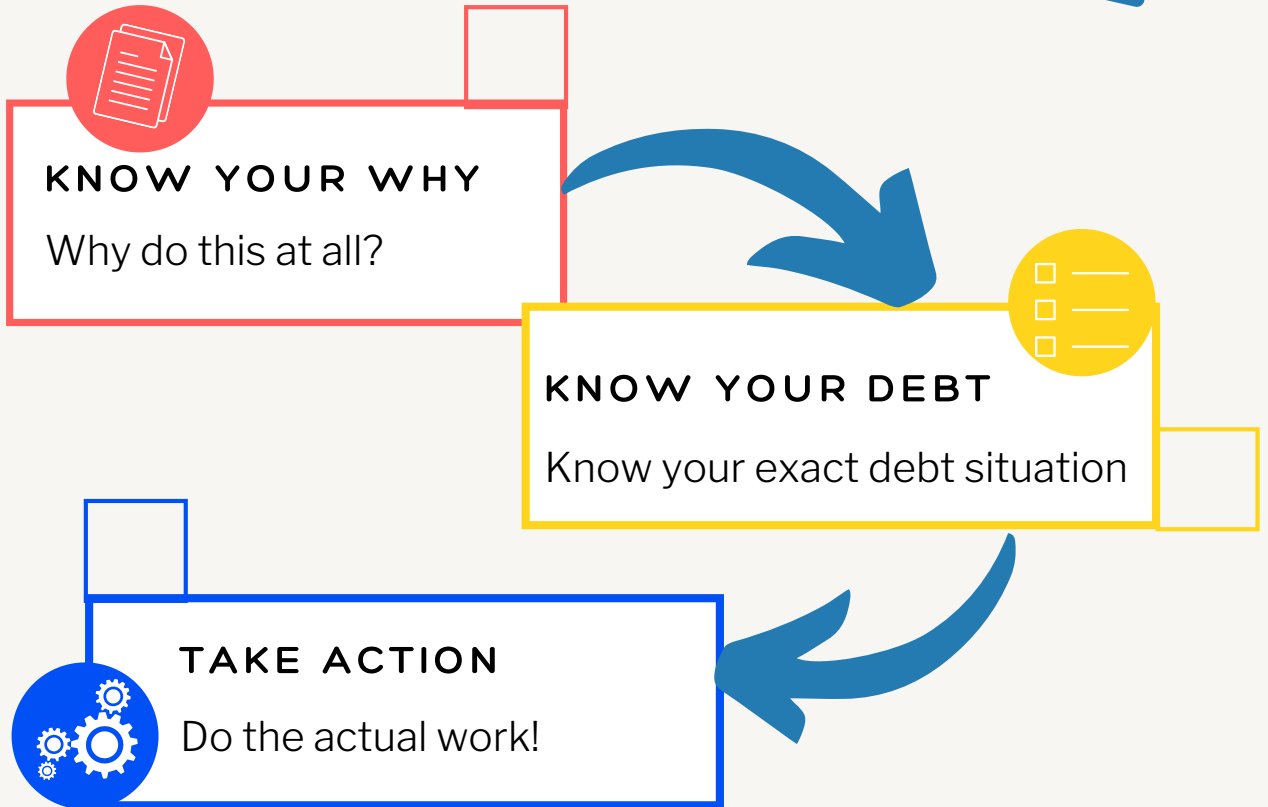 KNOW YOUR WHY
Why do this at all?
KNOW YOUR DEBT
Know your exact debt situation
TAKE ACTION
Do the actual work!